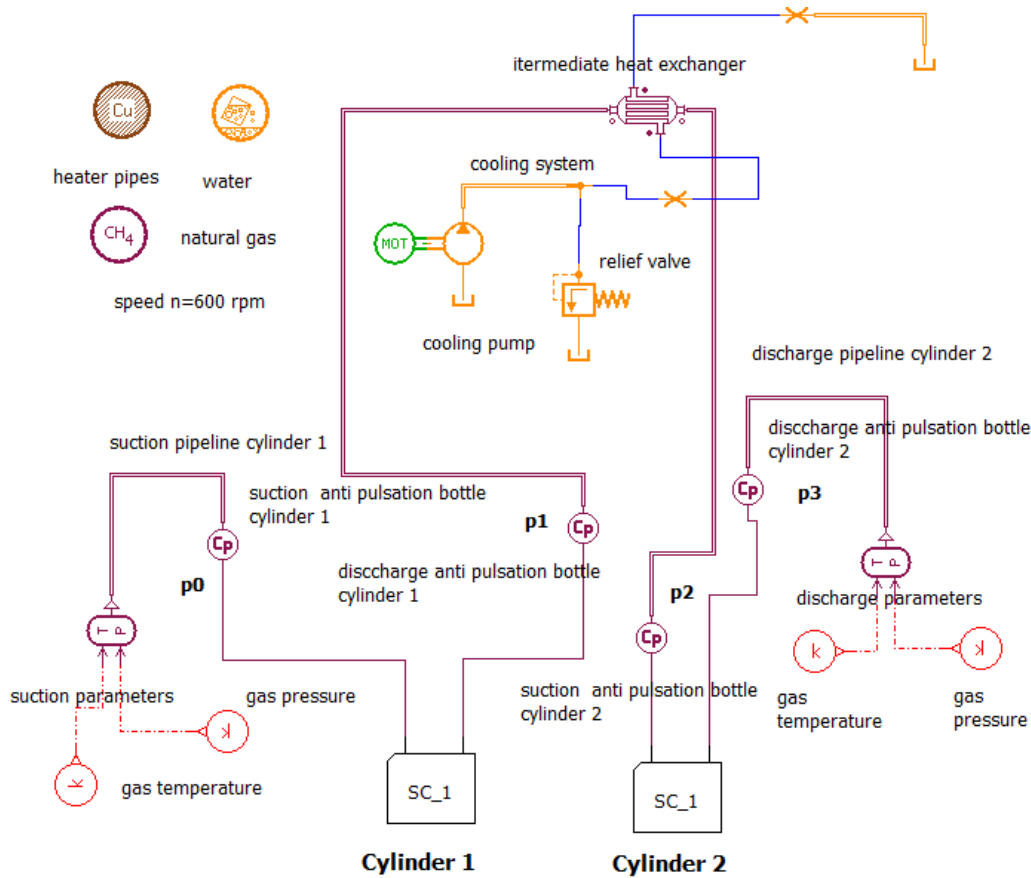 itermediate heat exchanger
Cu
heater pipes
water
cooling system
CH4
natural gas
MOT
relief valve
speed n=600 rpm
cooling pump
discharge pipeline cylinder 2
suction pipeline cylinder 1
disccharge anti pulsation bottle
cylinder 2
suction  anti pulsation bottle
cylinder 1
Cp
p0
p1
Cp
disccharge anti pulsation bottle
cylinder 1
Cp
p3
p2
Cp
T P
T P
discharge parameters
suction parameters
gas pressure
k
k
suction  anti pulsation bottle
cylinder 2
gas
temperature
k
k
gas
pressure
gas temperature
SC_1
SC_1
Cylinder 1
Cylinder 2